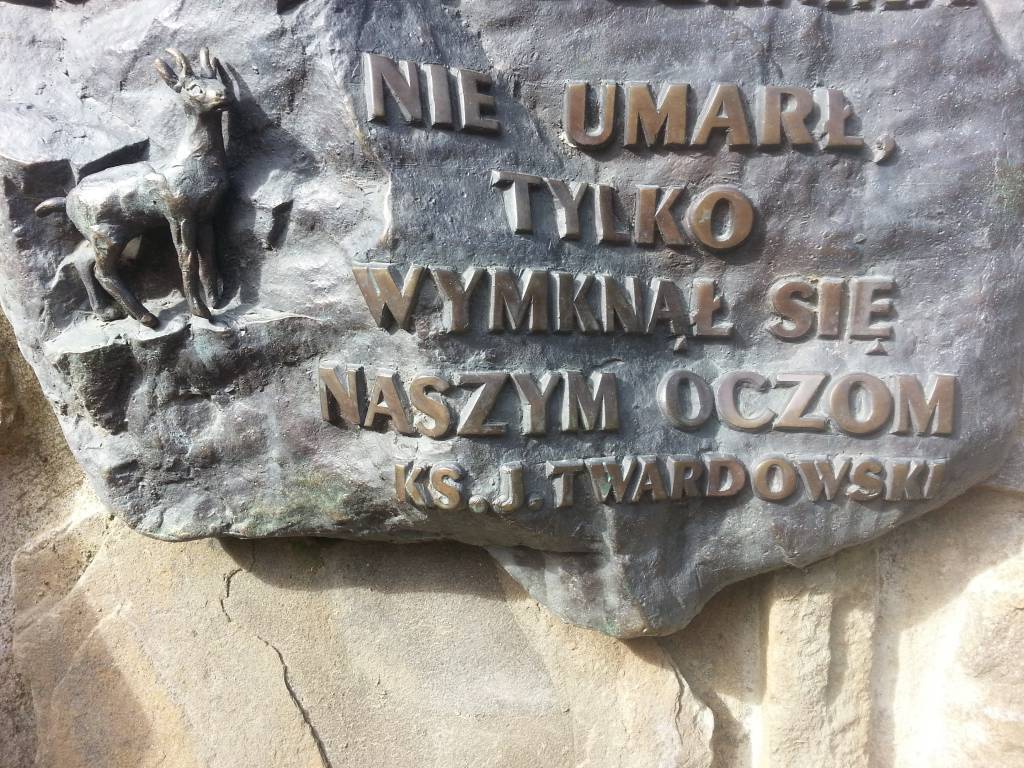 NIE UMARŁ,
TYLKO
WYMKNĄŁ SIĘ
NASZYM OCZOM
KS. J. TWARDOWSKI